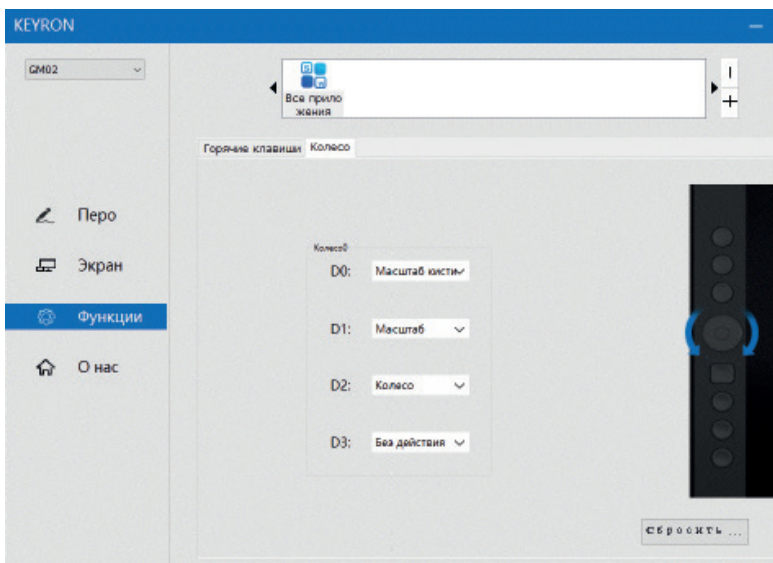 KEYRON
GM02
Все прило
жения
Горячие клавиши Колесо
Перо
Экран
Функции
О нас
Колесо0
D0: Масштаб кисти
D1: Масштаб
D2: Колесо
D3: Без действия
Сбросить ...